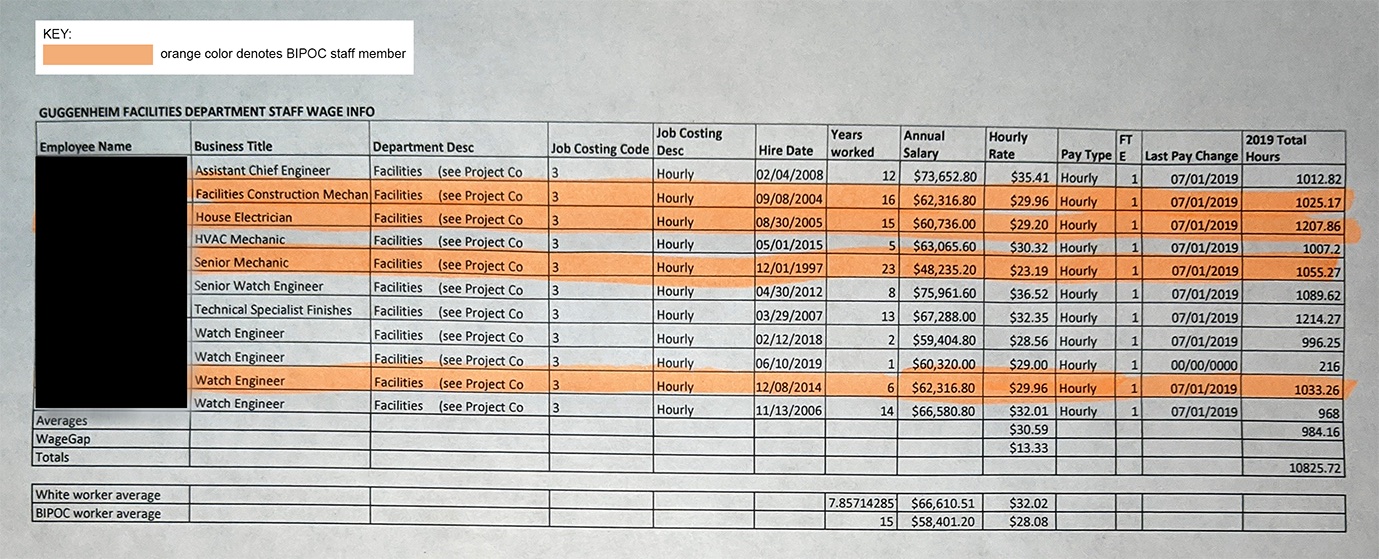 KEY:
orange color denotes BIPOC staff member
GUGGENHEIM FACILITIES DEPARTMENT STAFF WAGE INFO
Employee Name Business Title Department Desc Job Costing Code Job Costing Desc Hire Date Years worked Annual Salary Hourly Rate Pay Type FT E Last Pay Change 2019 Total Hours
Assistant Chief Engineer Facilities (see Project Co 3 Hourly 02/04/2008 12 $73,652.80 $35.41 Hourly 1 07/01/2019 1012.82
Facilities Construction Mechan Facilities (see Project Co 3 Hourly 09/08/2004 16 $62,316.80 $29.96 Hourly 1 07/01/2019 1025.17
House Electrician Facilities (see Project Co 3 Hourly 08/30/2005 15 $60,736.00 $29.20 Hourly 1 07/01/2019 1207.86
HVAC Mechanic Facilities (see Project Co 3 Hourly 05/01/2015 5 $63,065.60 $30.32 Hourly 1 07/01/2019 1007.2
Senior Mechanic Facilities (see Project Co 3 Hourly 12/01/1997 23 $48,235.20 $23.19 Hourly 1 07/01/2019 1055.27
Senior Watch Engineer Facilities (see Project Co 3 Hourly 04/30/2012 8 $75,961.60 $36.52 Hourly 1 07/01/2019 1089.62
Technical Specialist Finishes Facilities (see Project Co 3 Hourly 03/29/2007 13 $67,288.00 $32.35 Hourly 1 07/01/2019 1214.27
Watch Engineer Facilities (see Project Co 3 Hourly 02/12/2018 2 $59,404.80 $28.56 Hourly 1 07/01/2019 996.25
Watch Engineer Facilities (see Project Co 3 Hourly 06/10/2019 1 $60,320.00 $29.00 Hourly 1 00/00/0000 216
Watch Engineer Facilities (see Project Co 3 Hourly 12/08/2014 6 $62,316.80 $29.96 Hourly 1 07/01/2019 1033.26
Watch Engineer Facilities (see Project Co 3 Hourly 11/13/2006 14 $66,580.80 $32.01 Hourly 1 07/01/2019 968
Averages $30.59 984.16
WageGap $13.33
Totals 10825.72
White worker average 7.85714285 $66,610.51 $32.02
BIPOC worker average 15 $58,401.20 $28.08